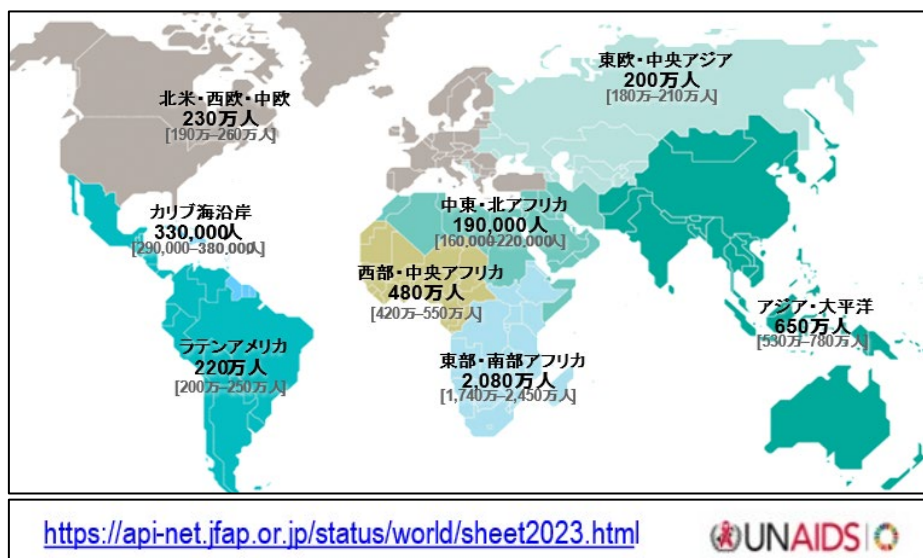 東欧・中央アジア
200万人
[180万–210万人]
北米・西欧・中欧
230万人
[190万–260万人]
カリブ海沿岸
330,000人
[290,000–380,000人]
中東・北アフリカ
190,000人
[160,000–220,000人]
西部・中央アフリカ
480万人
[420万–550万人]
アジア・太平洋
650万人
[530万–780万人]
ラテンアメリカ
220万人
[200万–250万人]
東部・南部アフリカ
2,080万人
[1,740万–2,450万人]
https://api-net.jfap.or.jp/status/world/sheet2023.html
UNAIDS